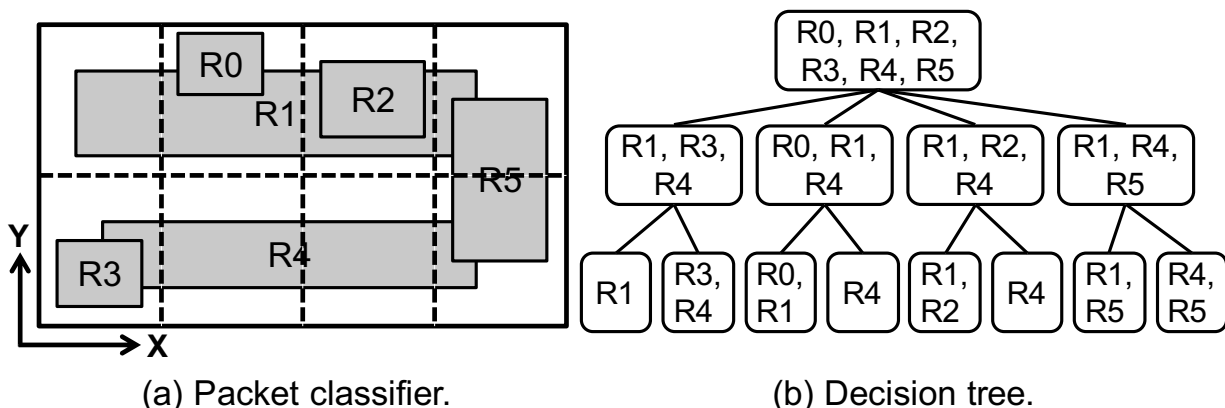 R0
R1
R2
R5
R4
R3
Y
X
(a) Packet classifier.
R0, R1, R2,
R3, R4, R5
R1, R3,
R4
R0, R1,
R4
R1, R2,
R4
R1, R4,
R5
R1
R3,
R4
R0,
R1
R4
R1,
R2
R4
R1,
R5
R4,
R5
(b) Decision tree.